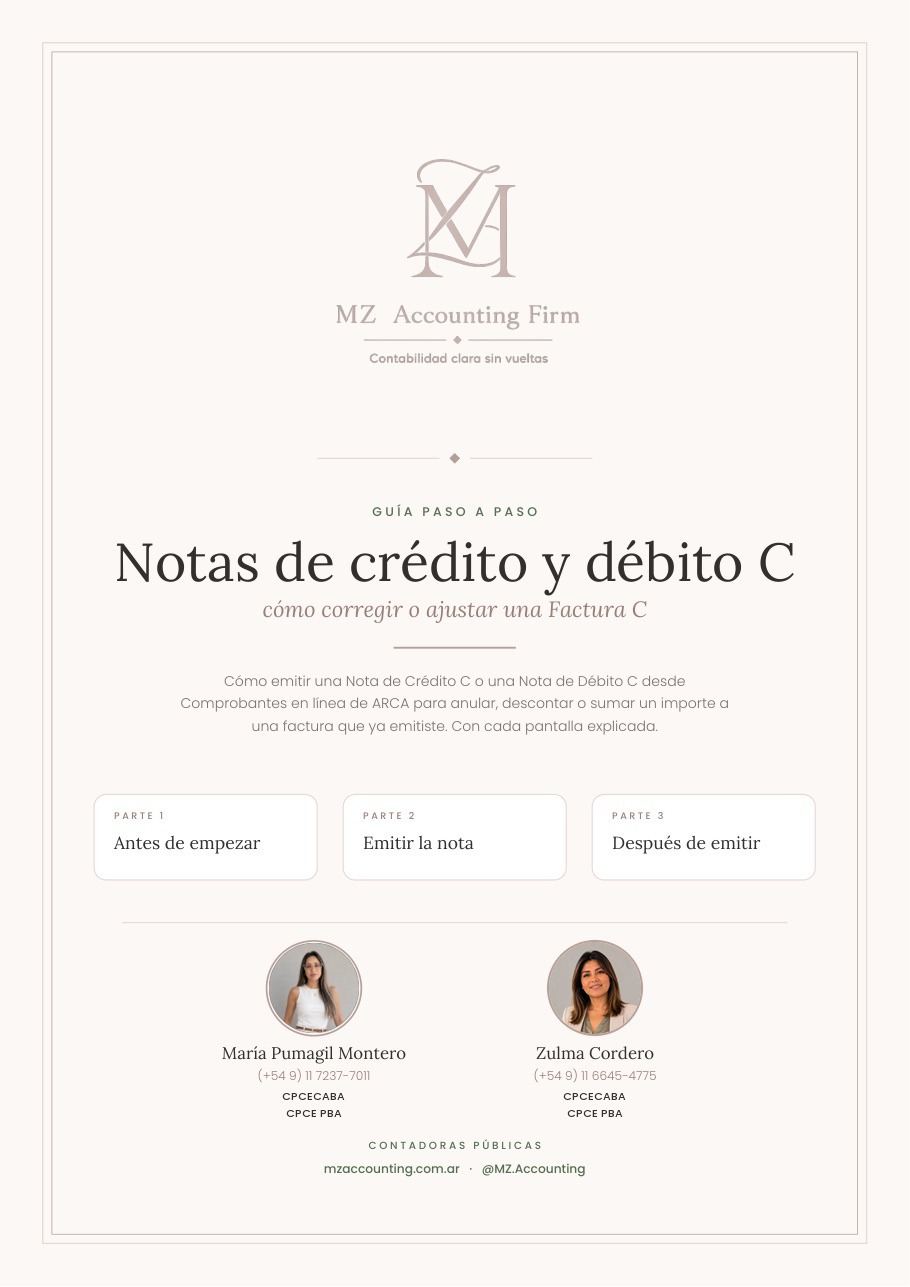 MZ Accounting Firm
Contabilidad clara sin vueltas
GUÍA PASO A PASO
Notas de crédito y débito C
cómo corregir o ajustar una Factura C
Cómo emitir una Nota de Crédito C o una Nota de Débito C desde
Comprobantes en línea de ARCA para anular, descontar o sumar un importe a
una factura que ya emitiste. Con cada pantalla explicada.
PARTE 1
Antes de empezar
PARTE 2
Emitir la nota
PARTE 3
Después de emitir
María Pumagil Montero
(+54 9) 11 7237-7011
CPCECABA
CPCE PBA
Zulma Cordero
(+54 9) 11 6645-4775
CPCECABA
CPCE PBA
CONTADORAS PÚBLICAS
mzaccounting.com.ar · @MZ.Accounting